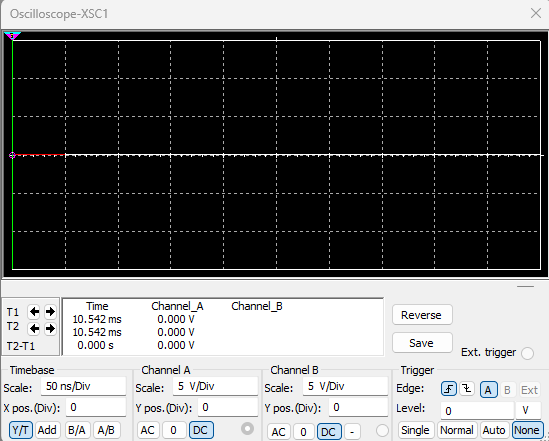 Oscilloscope-XSC1
Time Channel_A Channel_B
T1 10.542 ms 0.000 V
T2 10.542 ms 0.000 V
T2-T1 0.000 s 0.000 V
Reverse
Save
Ext. trigger
Timebase Channel A Channel B Trigger
Scale: 50 ns/Div Scale: 5 V/Div Scale: 5 V/Div Edge: A B Ext
X pos.(Div): 0 Y pos.(Div): 0 Y pos.(Div): 0 Level: 0 V
Y/T Add B/A A/B AC 0 DC AC 0 DC - Single Normal Auto None